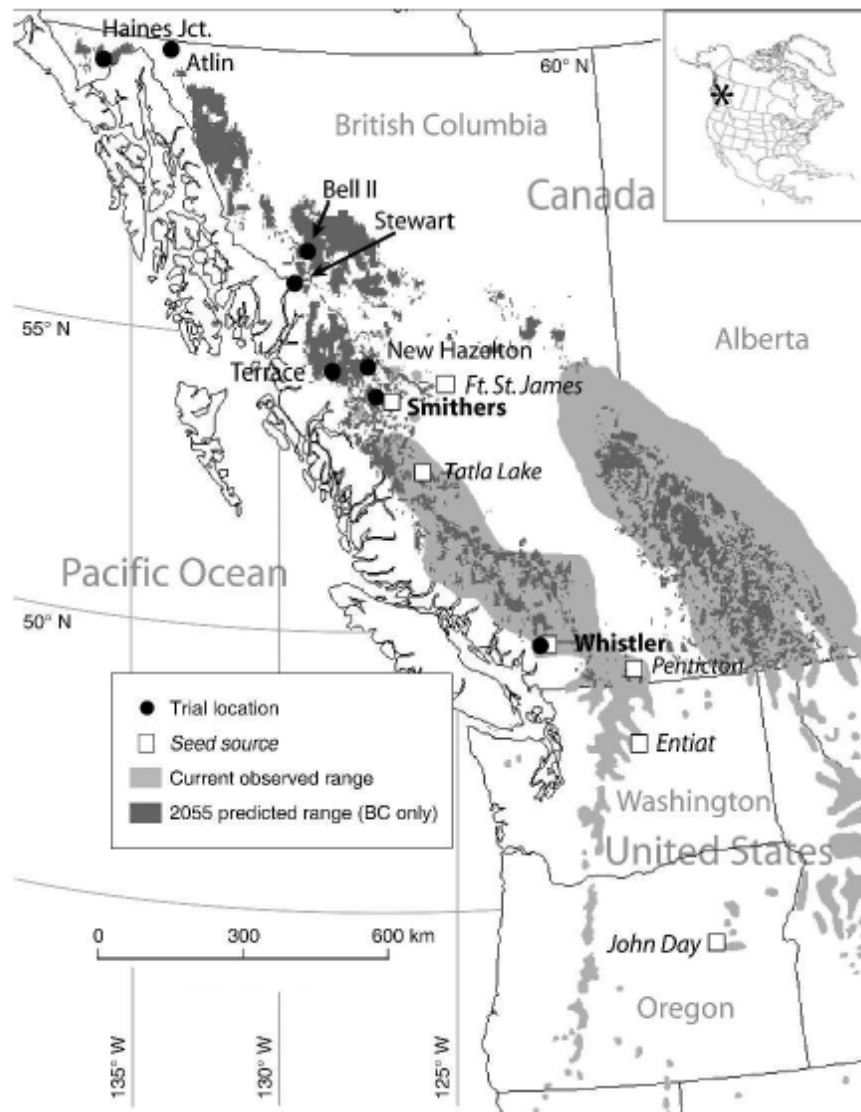 Haines Jct.
Atlin
60° N
British Columbia
Canada
Bell II
Stewart
55° N
Alberta
New Hazelton
Terrace
Ft. St. James
Smithers
Tatla Lake
Pacific Ocean
50° N
Whistler
Penticton
Trial location
Seed source
Current observed range
2055 predicted range (BC only)
Entiat
Washington
United States
0 300 600 km
John Day
Oregon
135° W
130° W
125° W